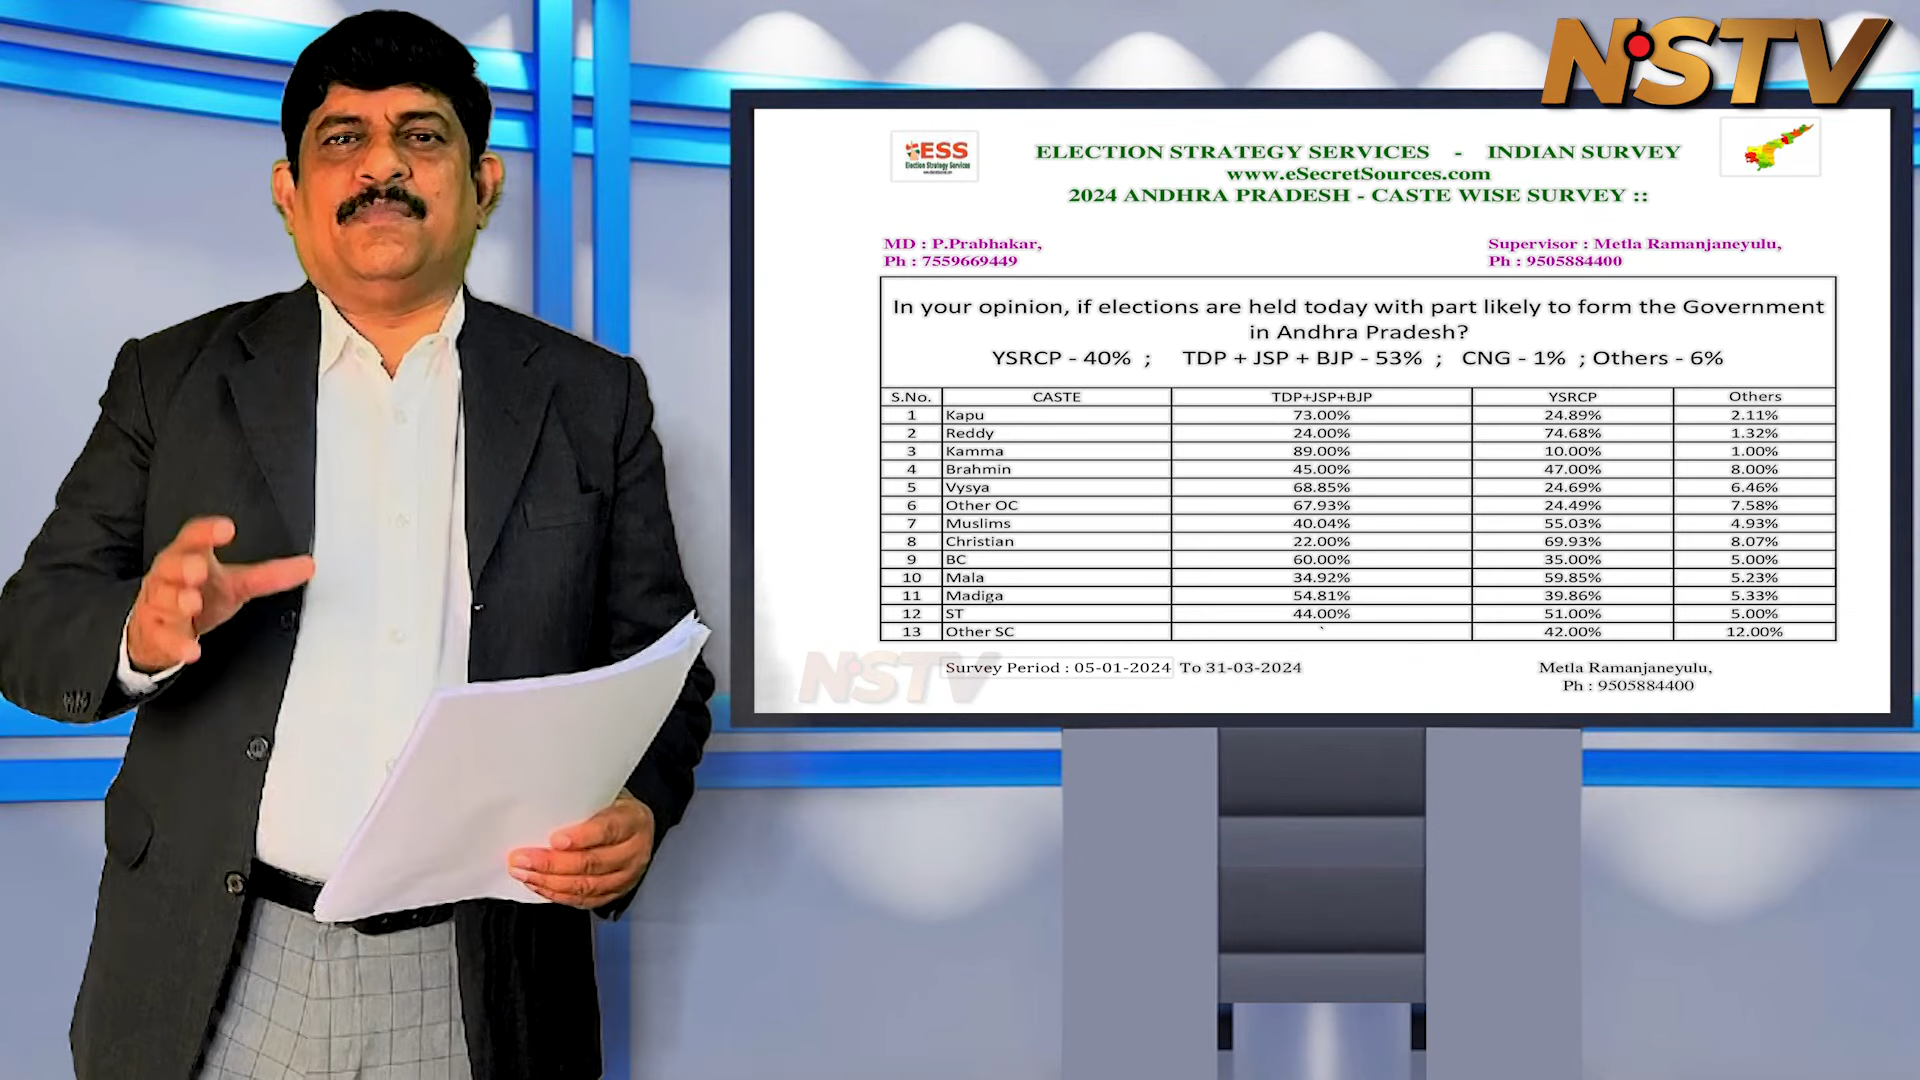 NSTV
ESS
Election Strategy Services
ELECTION STRATEGY SERVICES - INDIAN SURVEY
www.eSecretSources.com
2024 ANDHRA PRADESH - CASTE WISE SURVEY ::
MD : P.Prabhakar,
Ph : 7559669449
Supervisor : Metla Ramanjaneyulu,
Ph : 9505884400
In your opinion, if elections are held today with part likely to form the Government
in Andhra Pradesh?
YSRCP - 40% ; TDP + JSP + BJP - 53% ; CNG - 1% ; Others - 6%
S.No. CASTE TDP+JSP+BJP YSRCP Others
1 Kapu 73.00% 24.89% 2.11%
2 Reddy 24.00% 74.68% 1.32%
3 Kamma 89.00% 10.00% 1.00%
4 Brahmin 45.00% 47.00% 8.00%
5 Vysya 68.85% 24.69% 6.46%
6 Other OC 67.93% 24.49% 7.58%
7 Muslims 40.04% 55.03% 4.93%
8 Christian 22.00% 69.93% 8.07%
9 BC 60.00% 35.00% 5.00%
10 Mala 34.92% 59.85% 5.23%
11 Madiga 54.81% 39.86% 5.33%
12 ST 44.00% 51.00% 5.00%
13 Other SC ` 42.00% 12.00%
NSTV
Survey Period : 05-01-2024 To 31-03-2024
Metla Ramanjaneyulu,
Ph : 9505884400